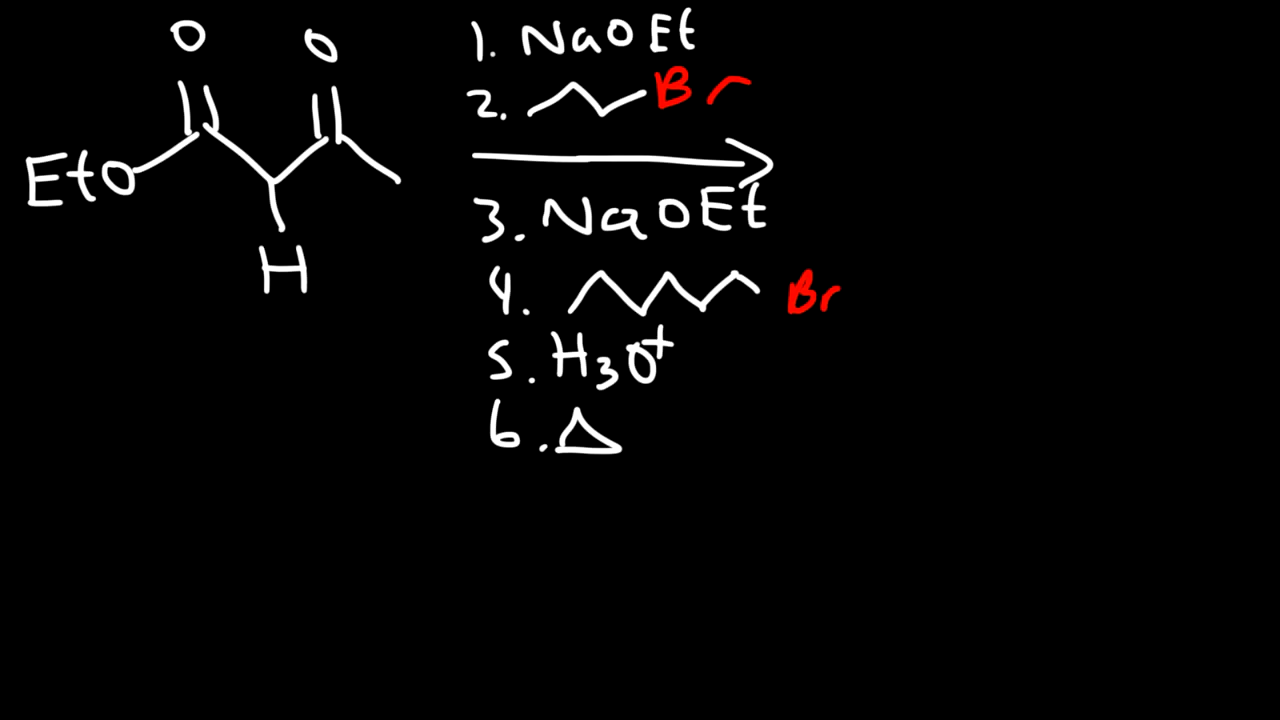 O O
EtO
H
1. NaOEt
2. Br
3. NaOEt
4. Br
5. H3O+
6. Δ